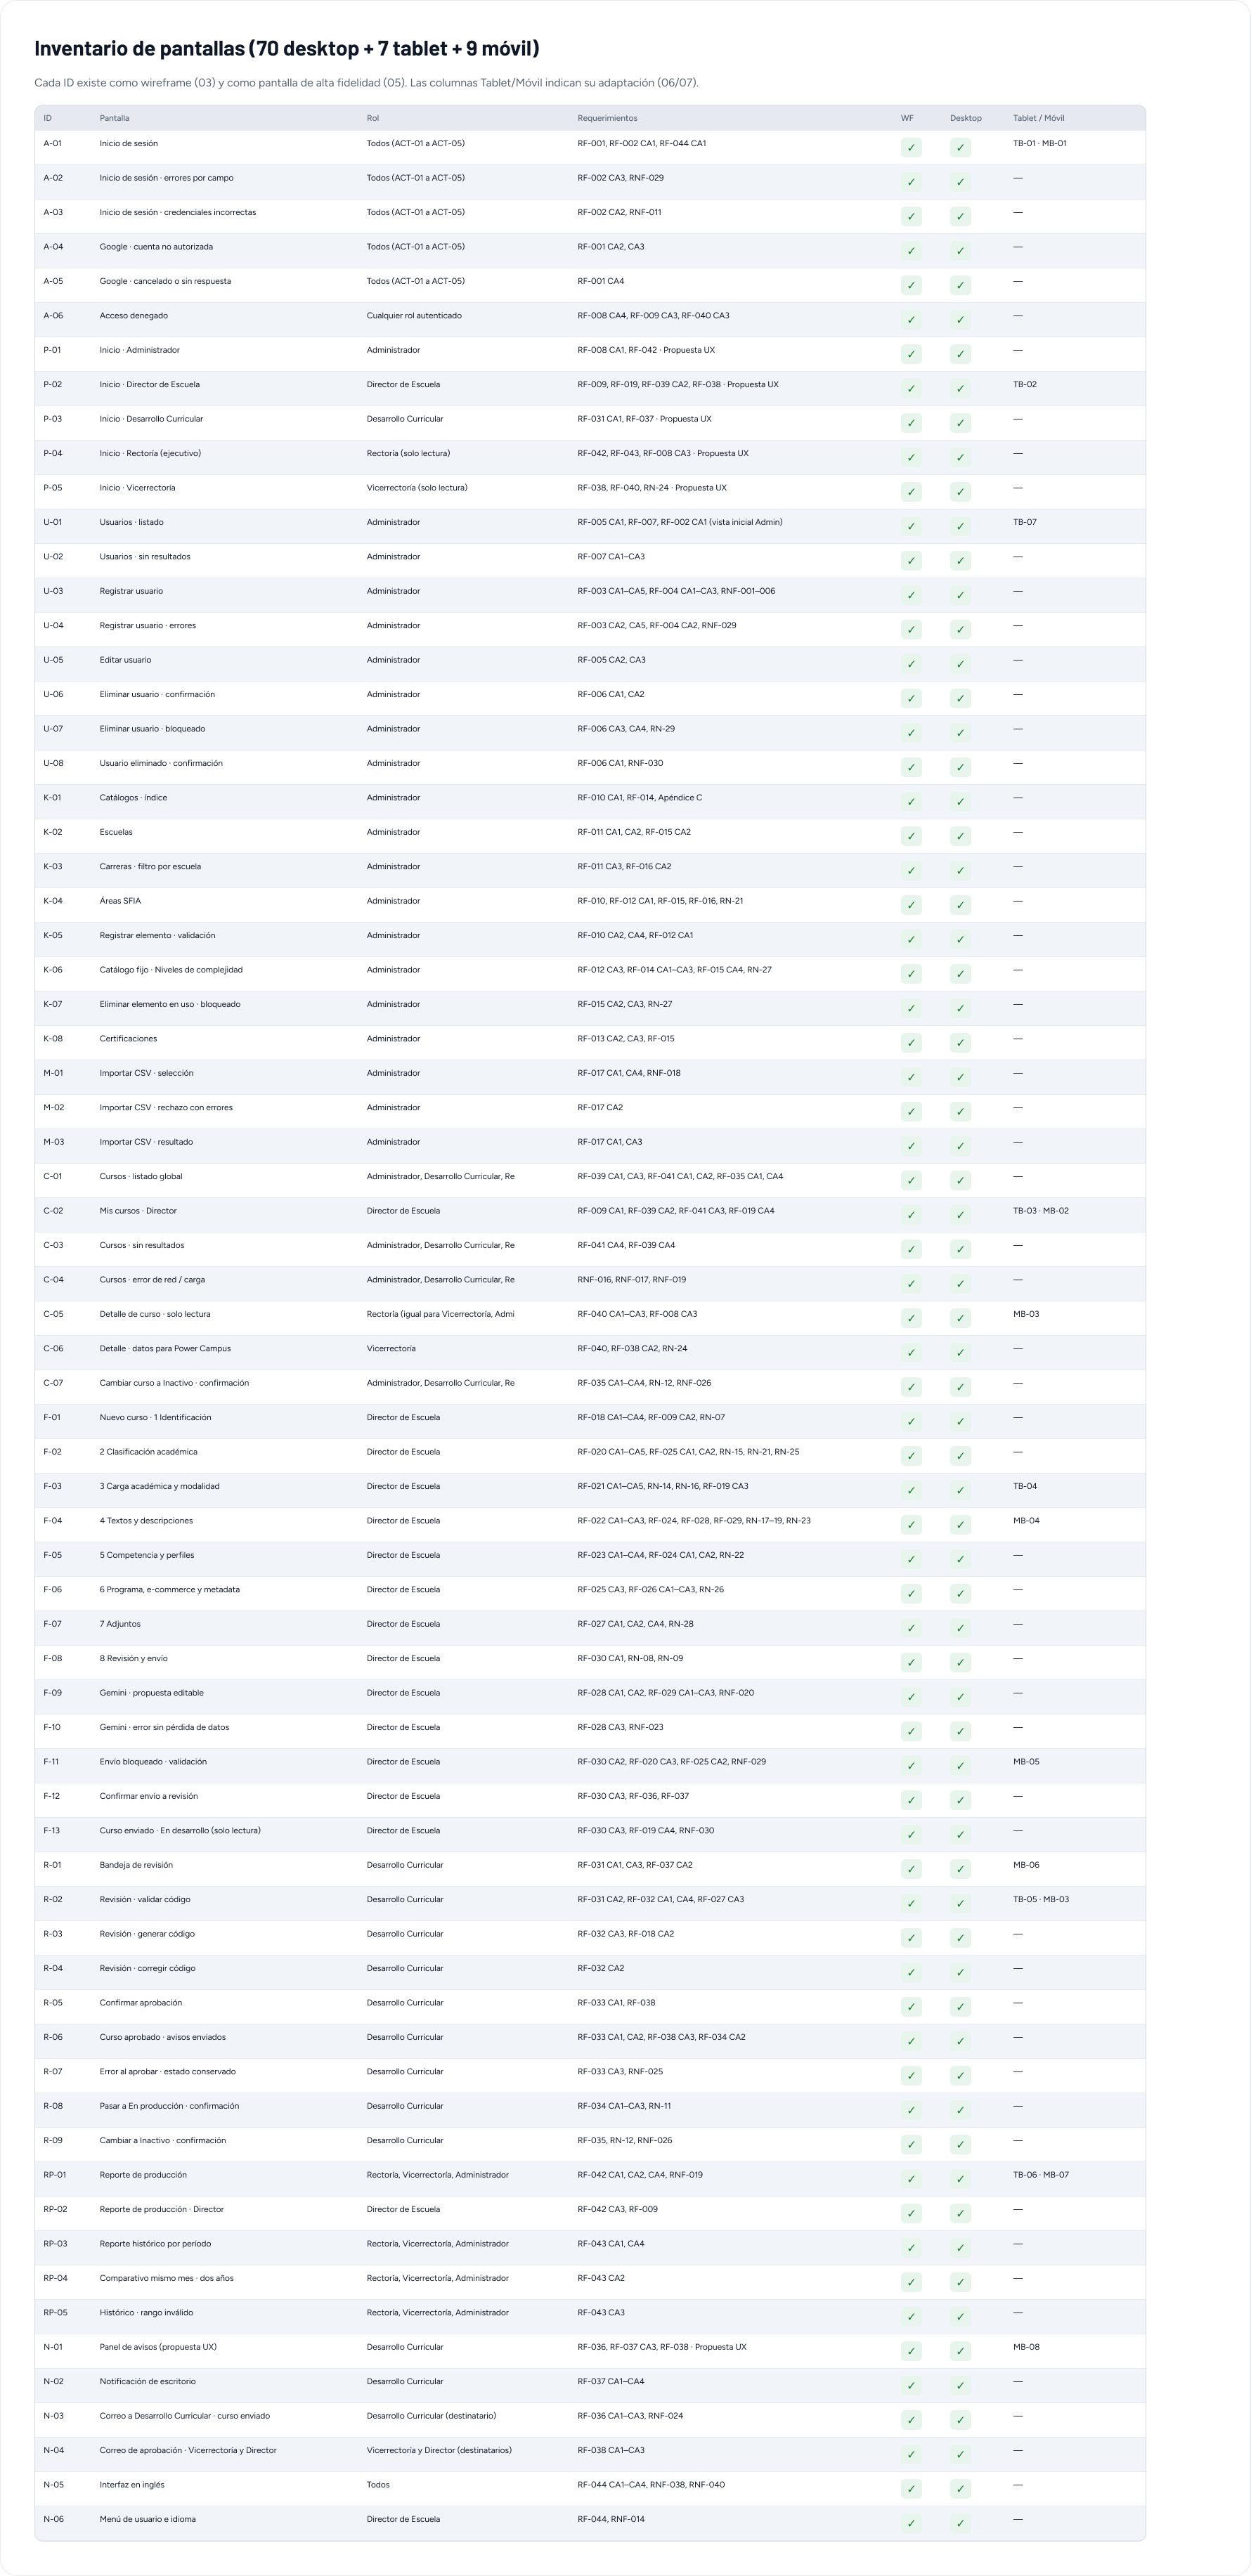 Inventario de pantallas (70 desktop + 7 tablet + 9 móvil)
Cada ID existe como wireframe (03) y como pantalla de alta fidelidad (05). Las columnas Tablet/Móvil indican su adaptación (06/07).
ID Pantalla Rol Requerimientos WF Desktop Tablet / Móvil
A-01 Inicio de sesión Todos (ACT-01 a ACT-05) RF-001, RF-002 CA1, RF-044 CA1 ✓ ✓ TB-01 · MB-01
A-02 Inicio de sesión · errores por campo Todos (ACT-01 a ACT-05) RF-002 CA3, RNF-029 ✓ ✓ —
A-03 Inicio de sesión · credenciales incorrectas Todos (ACT-01 a ACT-05) RF-002 CA2, RNF-011 ✓ ✓ —
A-04 Google · cuenta no autorizada Todos (ACT-01 a ACT-05) RF-001 CA2, CA3 ✓ ✓ —
A-05 Google · cancelado o sin respuesta Todos (ACT-01 a ACT-05) RF-001 CA4 ✓ ✓ —
A-06 Acceso denegado Cualquier rol autenticado RF-008 CA4, RF-009 CA3, RF-040 CA3 ✓ ✓ —
P-01 Inicio · Administrador Administrador RF-008 CA1, RF-042 · Propuesta UX ✓ ✓ —
P-02 Inicio · Director de Escuela Director de Escuela RF-009, RF-019, RF-039 CA2, RF-038 · Propuesta UX ✓ ✓ TB-02
P-03 Inicio · Desarrollo Curricular Desarrollo Curricular RF-031 CA1, RF-037 · Propuesta UX ✓ ✓ —
P-04 Inicio · Rectoría (ejecutivo) Rectoría (solo lectura) RF-042, RF-043, RF-008 CA3 · Propuesta UX ✓ ✓ —
P-05 Inicio · Vicerrectoría Vicerrectoría (solo lectura) RF-038, RF-040, RN-24 · Propuesta UX ✓ ✓ —
U-01 Usuarios · listado Administrador RF-005 CA1, RF-007, RF-002 CA1 (vista inicial Admin) ✓ ✓ TB-07
U-02 Usuarios · sin resultados Administrador RF-007 CA1–CA3 ✓ ✓ —
U-03 Registrar usuario Administrador RF-003 CA1–CA5, RF-004 CA1–CA3, RNF-001–006 ✓ ✓ —
U-04 Registrar usuario · errores Administrador RF-003 CA2, CA5, RF-004 CA2, RNF-029 ✓ ✓ —
U-05 Editar usuario Administrador RF-005 CA2, CA3 ✓ ✓ —
U-06 Eliminar usuario · confirmación Administrador RF-006 CA1, CA2 ✓ ✓ —
U-07 Eliminar usuario · bloqueado Administrador RF-006 CA3, CA4, RN-29 ✓ ✓ —
U-08 Usuario eliminado · confirmación Administrador RF-006 CA1, RNF-030 ✓ ✓ —
K-01 Catálogos · índice Administrador RF-010 CA1, RF-014, Apéndice C ✓ ✓ —
K-02 Escuelas Administrador RF-011 CA1, CA2, RF-015 CA2 ✓ ✓ —
K-03 Carreras · filtro por escuela Administrador RF-011 CA3, RF-016 CA2 ✓ ✓ —
K-04 Áreas SFIA Administrador RF-010, RF-012 CA1, RF-015, RF-016, RN-21 ✓ ✓ —
K-05 Registrar elemento · validación Administrador RF-010 CA2, CA4, RF-012 CA1 ✓ ✓ —
K-06 Catálogo fijo · Niveles de complejidad Administrador RF-012 CA3, RF-014 CA1–CA3, RF-015 CA4, RN-27 ✓ ✓ —
K-07 Eliminar elemento en uso · bloqueado Administrador RF-015 CA2, CA3, RN-27 ✓ ✓ —
K-08 Certificaciones Administrador RF-013 CA2, CA3, RF-015 ✓ ✓ —
M-01 Importar CSV · selección Administrador RF-017 CA1, CA4, RNF-018 ✓ ✓ —
M-02 Importar CSV · rechazo con errores Administrador RF-017 CA2 ✓ ✓ —
M-03 Importar CSV · resultado Administrador RF-017 CA1, CA3 ✓ ✓ —
C-01 Cursos · listado global Administrador, Desarrollo Curricular, Re RF-039 CA1, CA3, RF-041 CA1, CA2, RF-035 CA1, CA4 ✓ ✓ —
C-02 Mis cursos · Director Director de Escuela RF-009 CA1, RF-039 CA2, RF-041 CA3, RF-019 CA4 ✓ ✓ TB-03 · MB-02
C-03 Cursos · sin resultados Administrador, Desarrollo Curricular, Re RF-041 CA4, RF-039 CA4 ✓ ✓ —
C-04 Cursos · error de red / carga Administrador, Desarrollo Curricular, Re RNF-016, RNF-017, RNF-019 ✓ ✓ —
C-05 Detalle de curso · solo lectura Rectoría (igual para Vicerrectoría, Admi RF-040 CA1–CA3, RF-008 CA3 ✓ ✓ MB-03
C-06 Detalle · datos para Power Campus Vicerrectoría RF-040, RF-038 CA2, RN-24 ✓ ✓ —
C-07 Cambiar curso a Inactivo · confirmación Administrador, Desarrollo Curricular, Re RF-035 CA1–CA4, RN-12, RNF-026 ✓ ✓ —
F-01 Nuevo curso · 1 Identificación Director de Escuela RF-018 CA1–CA4, RF-009 CA2, RN-07 ✓ ✓ —
F-02 2 Clasificación académica Director de Escuela RF-020 CA1–CA5, RF-025 CA1, CA2, RN-15, RN-21, RN-25 ✓ ✓ —
F-03 3 Carga académica y modalidad Director de Escuela RF-021 CA1–CA5, RN-14, RN-16, RF-019 CA3 ✓ ✓ TB-04
F-04 4 Textos y descripciones Director de Escuela RF-022 CA1–CA3, RF-024, RF-028, RF-029, RN-17–19, RN-23 ✓ ✓ MB-04
F-05 5 Competencia y perfiles Director de Escuela RF-023 CA1–CA4, RF-024 CA1, CA2, RN-22 ✓ ✓ —
F-06 6 Programa, e-commerce y metadata Director de Escuela RF-025 CA3, RF-026 CA1–CA3, RN-26 ✓ ✓ —
F-07 7 Adjuntos Director de Escuela RF-027 CA1, CA2, CA4, RN-28 ✓ ✓ —
F-08 8 Revisión y envío Director de Escuela RF-030 CA1, RN-08, RN-09 ✓ ✓ —
F-09 Gemini · propuesta editable Director de Escuela RF-028 CA1, CA2, RF-029 CA1–CA3, RNF-020 ✓ ✓ —
F-10 Gemini · error sin pérdida de datos Director de Escuela RF-028 CA3, RNF-023 ✓ ✓ —
F-11 Envío bloqueado · validación Director de Escuela RF-030 CA2, RF-020 CA3, RF-025 CA2, RNF-029 ✓ ✓ MB-05
F-12 Confirmar envío a revisión Director de Escuela RF-030 CA3, RF-036, RF-037 ✓ ✓ —
F-13 Curso enviado · En desarrollo (solo lectura) Director de Escuela RF-030 CA3, RF-019 CA4, RNF-030 ✓ ✓ —
R-01 Bandeja de revisión Desarrollo Curricular RF-031 CA1, CA3, RF-037 CA2 ✓ ✓ MB-06
R-02 Revisión · validar código Desarrollo Curricular RF-031 CA2, RF-032 CA1, CA4, RF-027 CA3 ✓ ✓ TB-05 · MB-03
R-03 Revisión · generar código Desarrollo Curricular RF-032 CA3, RF-018 CA2 ✓ ✓ —
R-04 Revisión · corregir código Desarrollo Curricular RF-032 CA2 ✓ ✓ —
R-05 Confirmar aprobación Desarrollo Curricular RF-033 CA1, RF-038 ✓ ✓ —
R-06 Curso aprobado · avisos enviados Desarrollo Curricular RF-033 CA1, CA2, RF-038 CA3, RF-034 CA2 ✓ ✓ —
R-07 Error al aprobar · estado conservado Desarrollo Curricular RF-033 CA3, RNF-025 ✓ ✓ —
R-08 Pasar a En producción · confirmación Desarrollo Curricular RF-034 CA1–CA3, RN-11 ✓ ✓ —
R-09 Cambiar a Inactivo · confirmación Desarrollo Curricular RF-035, RN-12, RNF-026 ✓ ✓ —
RP-01 Reporte de producción Rectoría, Vicerrectoría, Administrador RF-042 CA1, CA2, CA4, RNF-019 ✓ ✓ TB-06 · MB-07
RP-02 Reporte de producción · Director Director de Escuela RF-042 CA3, RF-009 ✓ ✓ —
RP-03 Reporte histórico por período Rectoría, Vicerrectoría, Administrador RF-043 CA1, CA4 ✓ ✓ —
RP-04 Comparativo mismo mes · dos años Rectoría, Vicerrectoría, Administrador RF-043 CA2 ✓ ✓ —
RP-05 Histórico · rango inválido Rectoría, Vicerrectoría, Administrador RF-043 CA3 ✓ ✓ —
N-01 Panel de avisos (propuesta UX) Desarrollo Curricular RF-036, RF-037 CA3, RF-038 · Propuesta UX ✓ ✓ MB-08
N-02 Notificación de escritorio Desarrollo Curricular RF-037 CA1–CA4 ✓ ✓ —
N-03 Correo a Desarrollo Curricular · curso enviado Desarrollo Curricular (destinatario) RF-036 CA1–CA3, RNF-024 ✓ ✓ —
N-04 Correo de aprobación · Vicerrectoría y Director Vicerrectoría y Director (destinatarios) RF-038 CA1–CA3 ✓ ✓ —
N-05 Interfaz en inglés Todos RF-044 CA1–CA4, RNF-038, RNF-040 ✓ ✓ —
N-06 Menú de usuario e idioma Director de Escuela RF-044, RNF-014 ✓ ✓ —